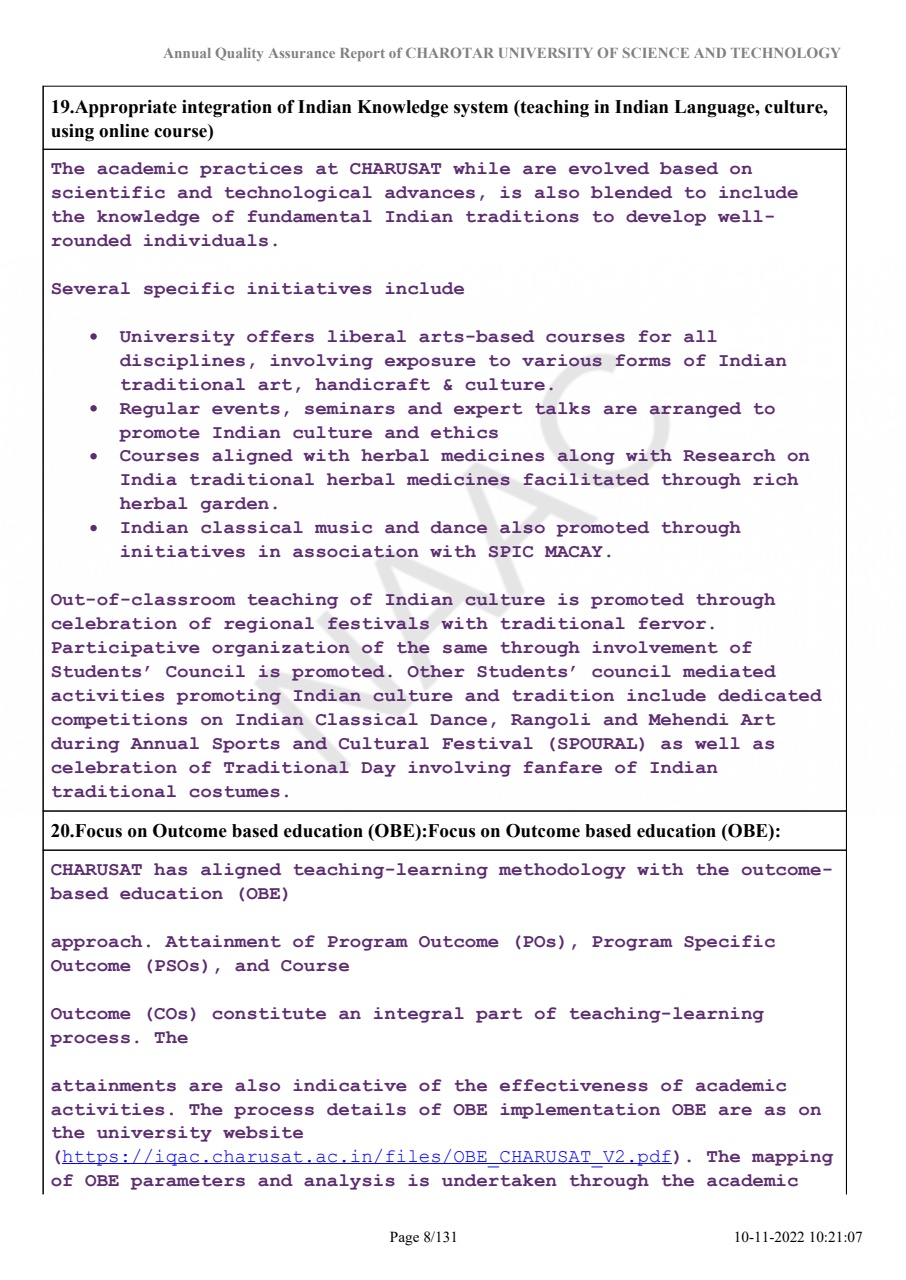 Annual Quality Assurance Report of CHAROTAR UNIVERSITY OF SCIENCE AND TECHNOLOGY
19.Appropriate integration of Indian Knowledge system (teaching in Indian Language, culture,
using online course)
The academic practices at CHARUSAT while are evolved based on
scientific and technological advances, is also blended to include
the knowledge of fundamental Indian traditions to develop well-
rounded individuals.
Several specific initiatives include
• University offers liberal arts-based courses for all
disciplines, involving exposure to various forms of Indian
traditional art, handicraft & culture.
• Regular events, seminars and expert talks are arranged to
promote Indian culture and ethics
• Courses aligned with herbal medicines along with Research on
India traditional herbal medicines facilitated through rich
herbal garden.
• Indian classical music and dance also promoted through
initiatives in association with SPIC MACAY.
Out-of-classroom teaching of Indian culture is promoted through
celebration of regional festivals with traditional fervor.
Participative organization of the same through involvement of
Students’ Council is promoted. Other Students’ council mediated
activities promoting Indian culture and tradition include dedicated
competitions on Indian Classical Dance, Rangoli and Mehendi Art
during Annual Sports and Cultural Festival (SPOURAL) as well as
celebration of Traditional Day involving fanfare of Indian
traditional costumes.
NAAC
20.Focus on Outcome based education (OBE):Focus on Outcome based education (OBE):
CHARUSAT has aligned teaching-learning methodology with the outcome-
based education (OBE)
approach. Attainment of Program Outcome (POs), Program Specific
Outcome (PSOs), and Course
Outcome (COs) constitute an integral part of teaching-learning
process. The
attainments are also indicative of the effectiveness of academic
activities. The process details of OBE implementation OBE are as on
the university website
(https://iqac.charusat.ac.in/files/OBE_CHARUSAT_V2.pdf). The mapping
of OBE parameters and analysis is undertaken through the academic
Page 8/131
10-11-2022 10:21:07